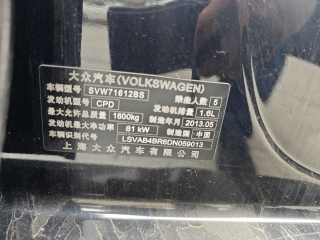 大众汽车(VOLKSWAGEN)
车辆型号 SVW71612BS 乘坐人数 5
发动机型号 CPD 发动机排量 1.6L
最大允许总质量 1600kg 制造年月 2013.05
发动机最大净功率 81 kW 制造国 中国
车辆识别代号 LSVAB4BR6DN059013
上海大众汽车有限公司